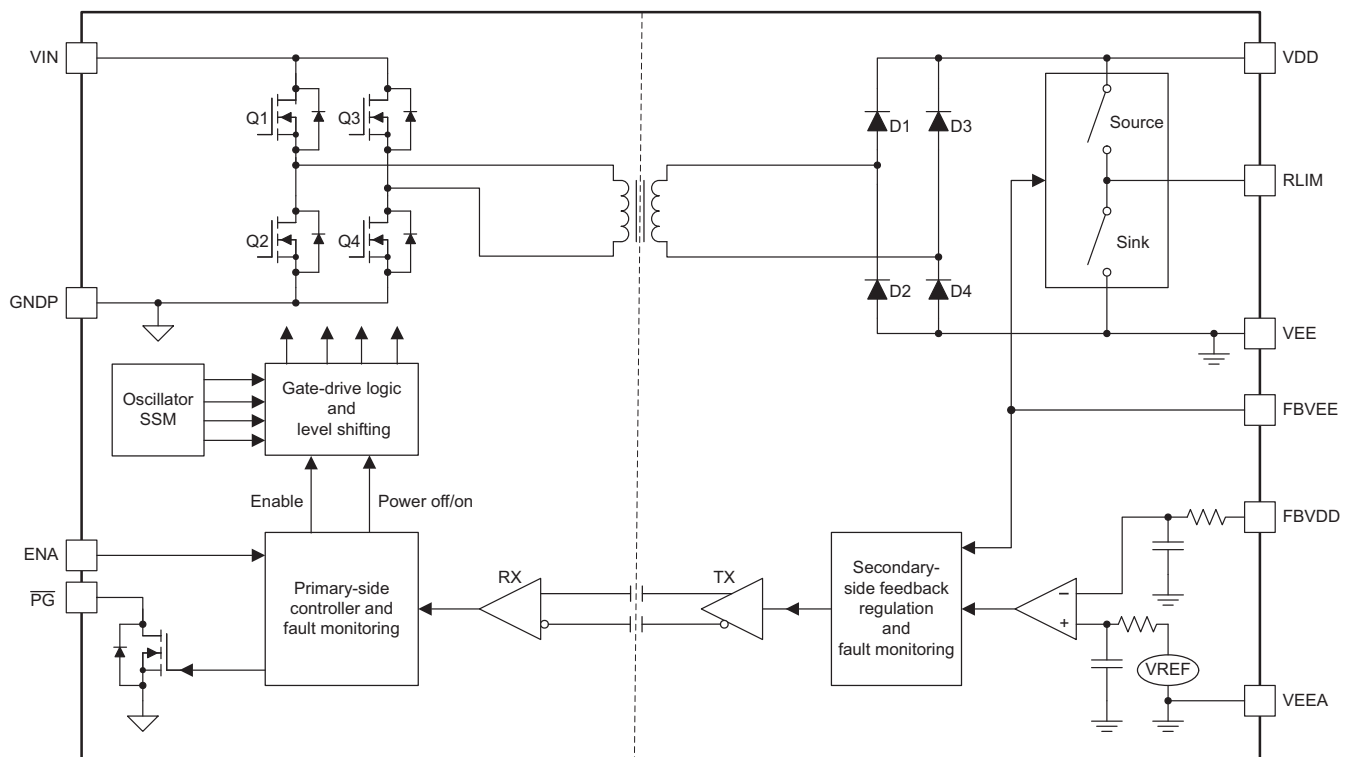 VIN
VDD
Q1
Q3
D1
D3
Source
RLIM
Q2
Q4
Sink
GNDP
D2
D4
VEE
Oscillator
SSM
Gate-drive logic
and
level shifting
FBVEE
Enable
Power off/on
FBVDD
ENA
PG
Primary-side
controller and
fault monitoring
RX
TX
Secondary-
side feedback
regulation
and
fault monitoring
–
+
VREF
VEEA